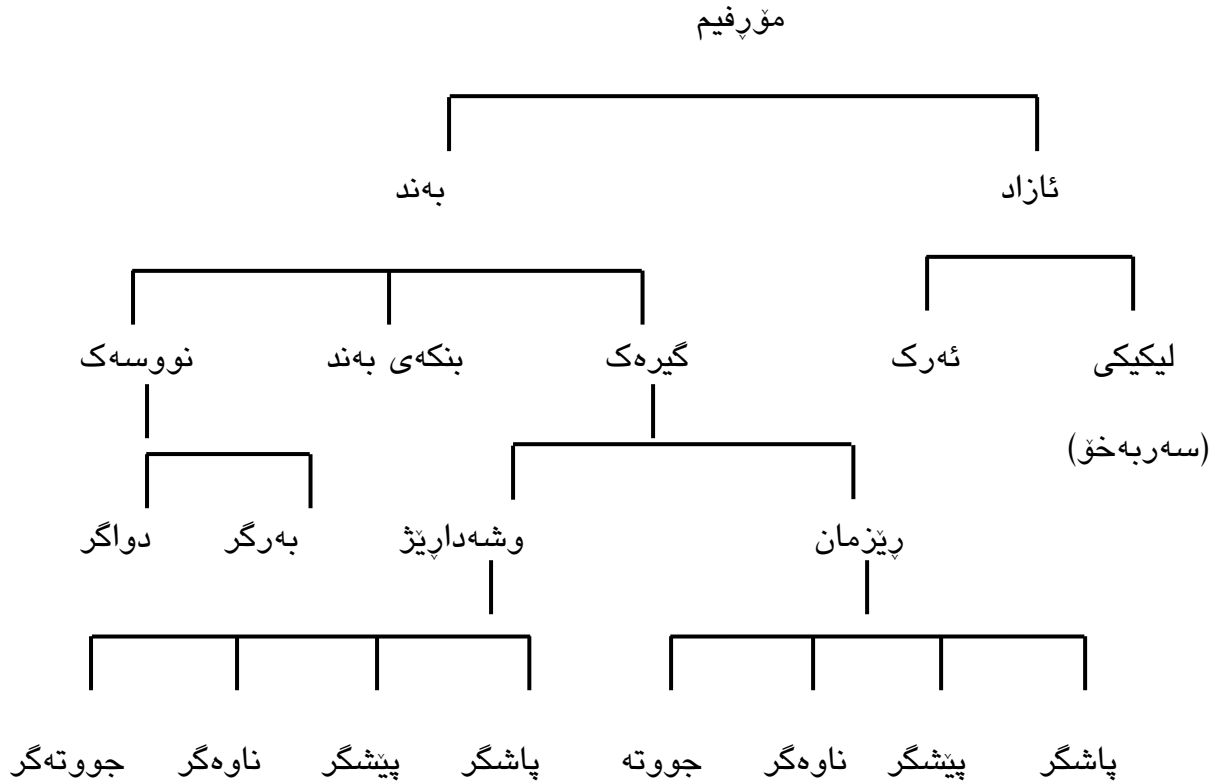 مۆڕفیم
ئازاد بەند
لیکیکی ئەرک گیرەک بنکەی بەند نووسەک
(سەربەخۆ)
ڕێزمان وشەداڕێژ بەرگر دواگر
پاشگر پێشگر ناوەگر جووتە پاشگر پێشگر ناوەگر جووتەگر